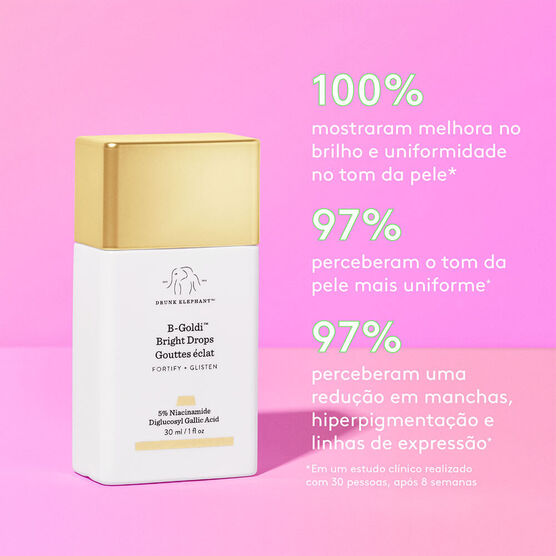 100%
mostraram melhora no
brilho e uniformidade
no tom da pele*
97%
perceberam o tom da
pele mais uniforme*
97%
perceberam uma
redução em manchas,
hiperpigmentação e
linhas de expressão*
*Em um estudo clínico realizado
com 30 pessoas, após 8 semanas
DRUNK ELEPHANT™
B-Goldi™
Bright Drops
Gouttes éclat
FORTIFY + GLISTEN
5% Niacinamide
Diglucosyl Gallic Acid
30 ml / 1 fl oz